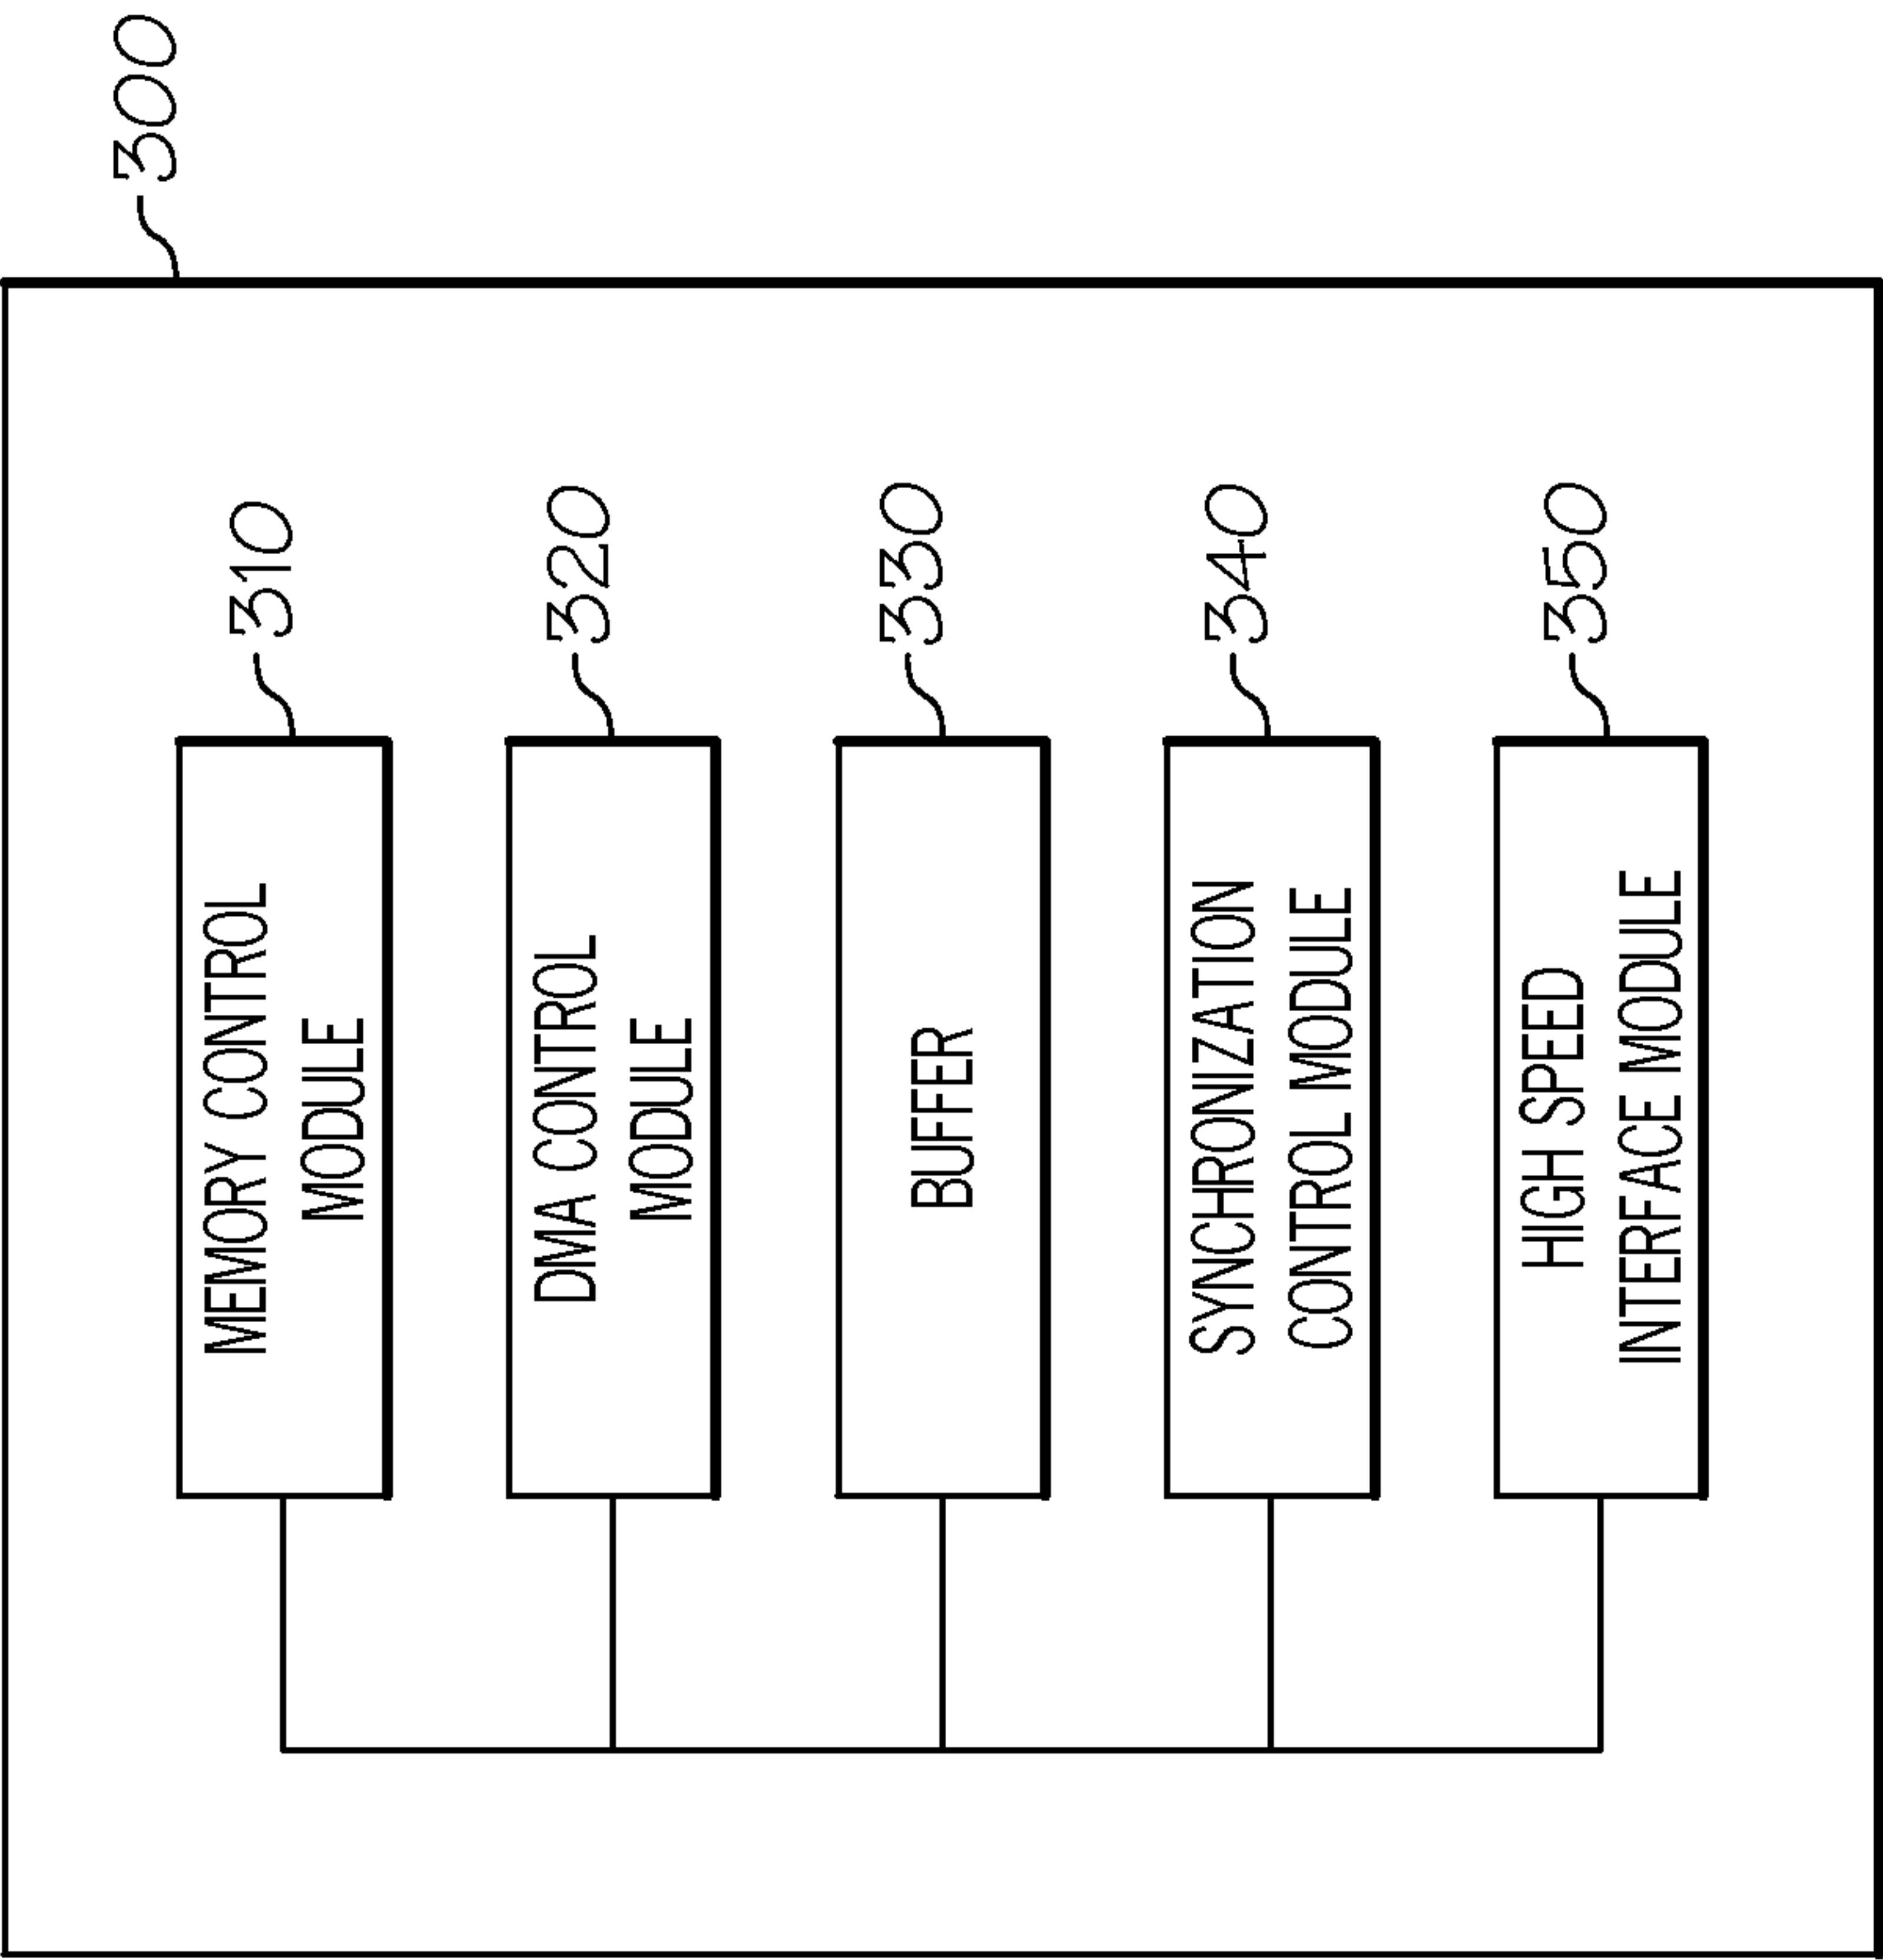 300
310
MEMORY CONTROL
MODULE
320
DMA CONTROL
MODULE
330
BUFFER
340
SYNCHRONIZATION
CONTROL MODULE
350
HIGH SPEED
INTERFACE MODULE